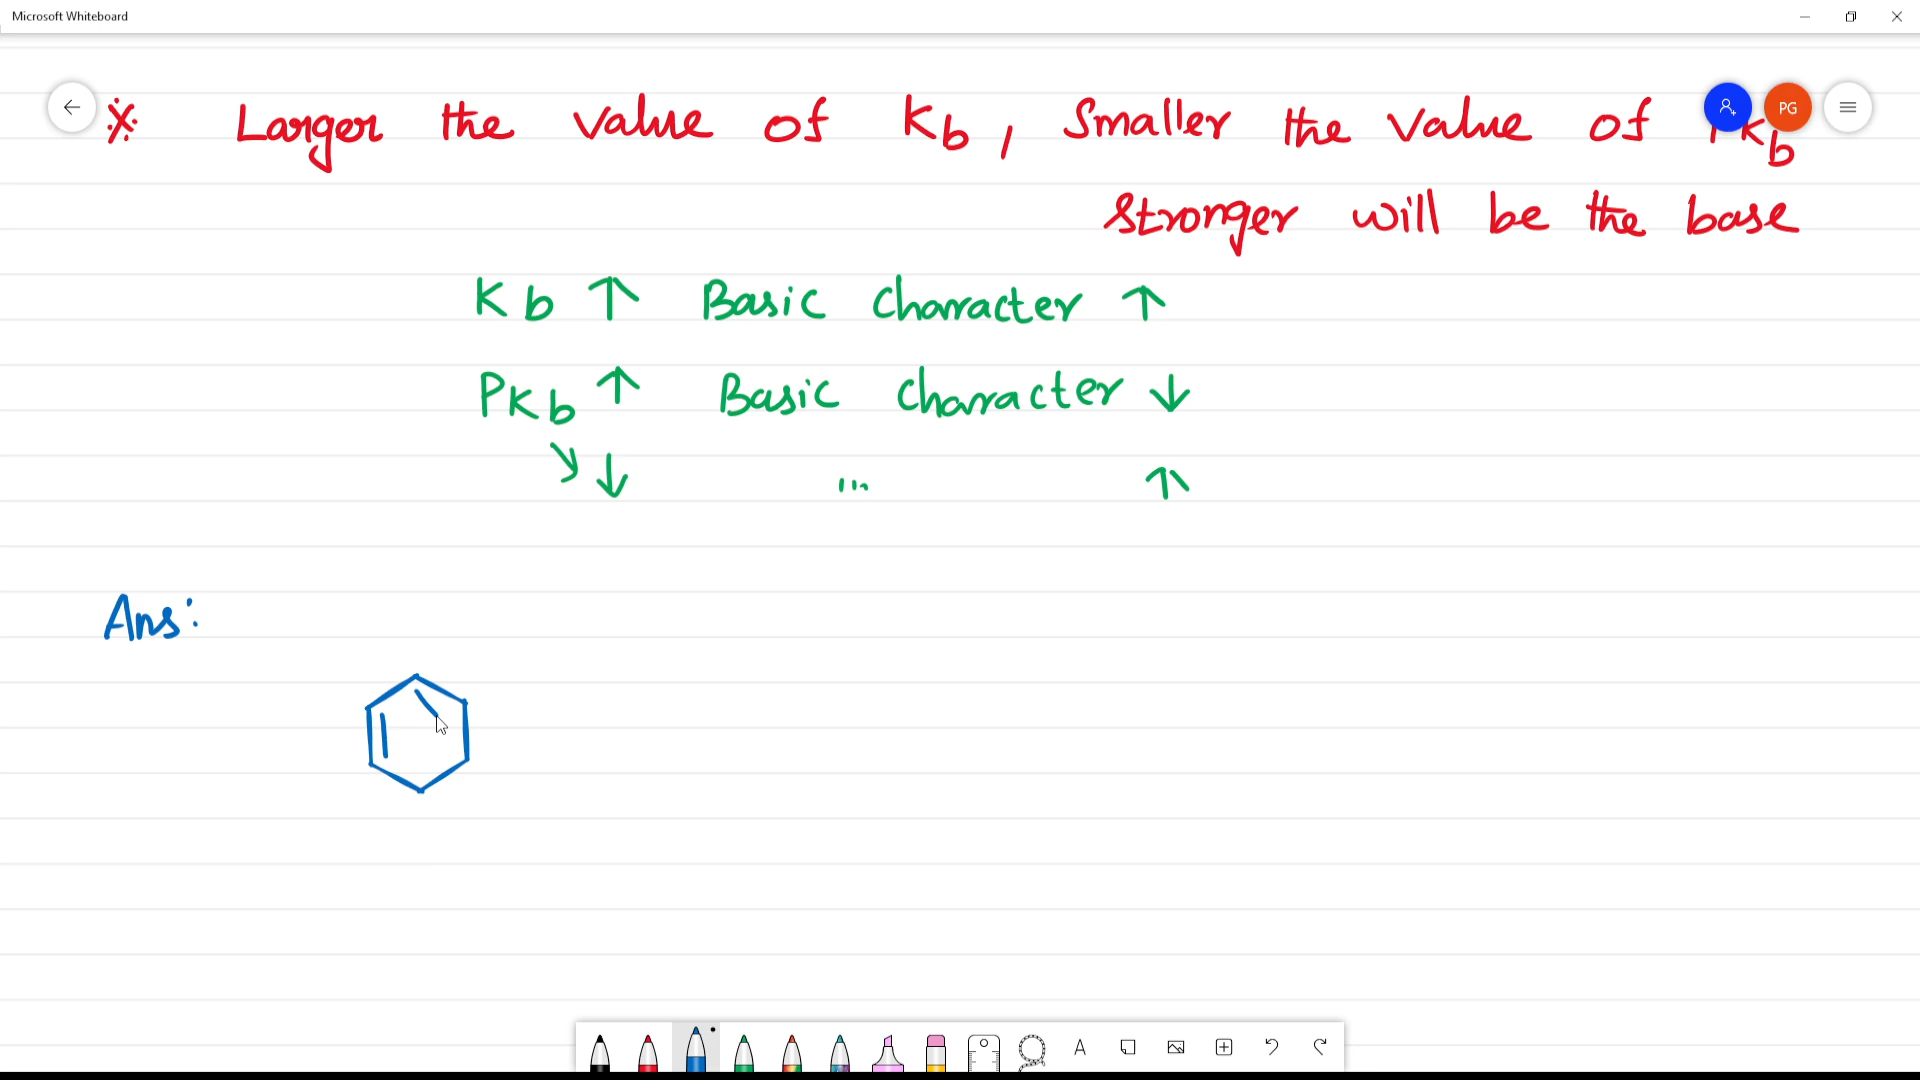 Microsoft Whiteboard
※ Larger the value of Kb, Smaller the value of PKb
PG
Stronger will be the base
Kb ↑ Basic Character ↑
PKb ↑ Basic Character ↓
↘ ↓ ... ↑
Ans:
A